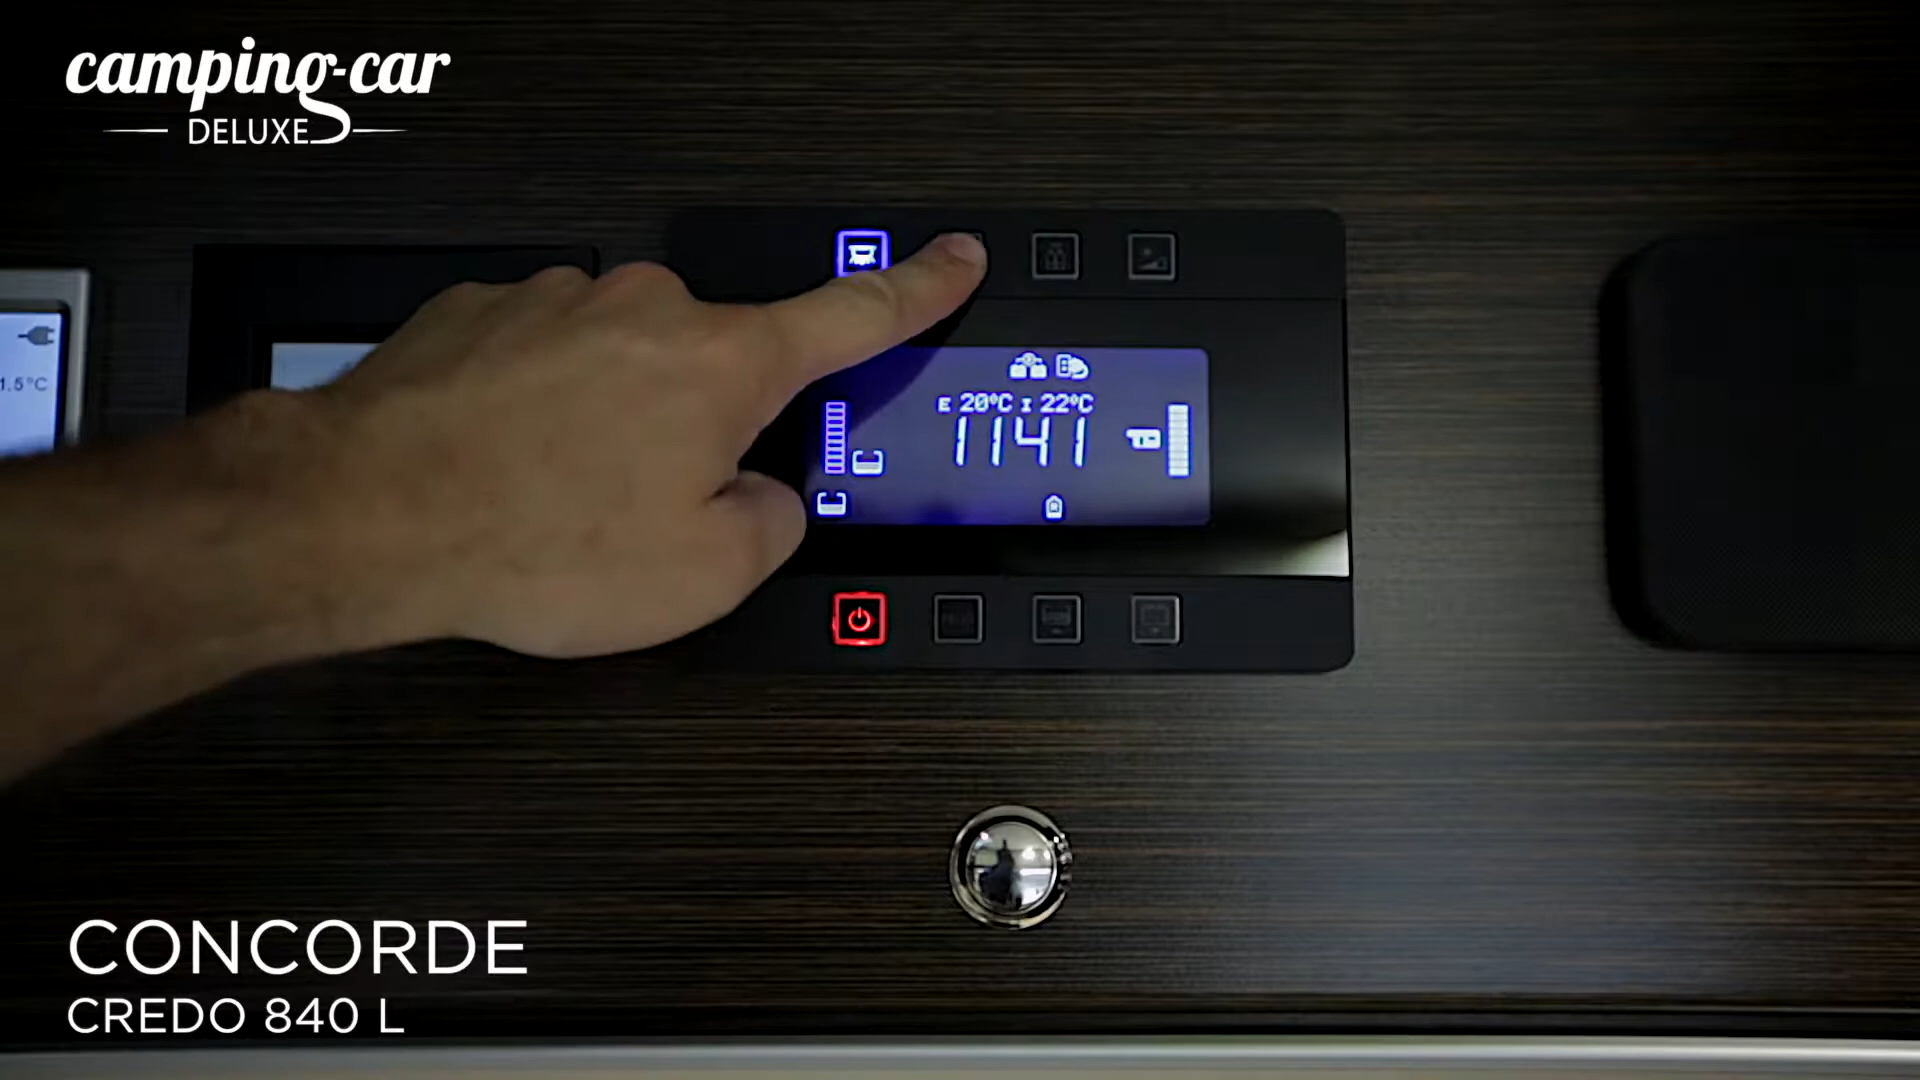 camping-car
DELUXE
1.5°C
E 20°C I 22°C
1141
CONCORDE
CREDO 840 L